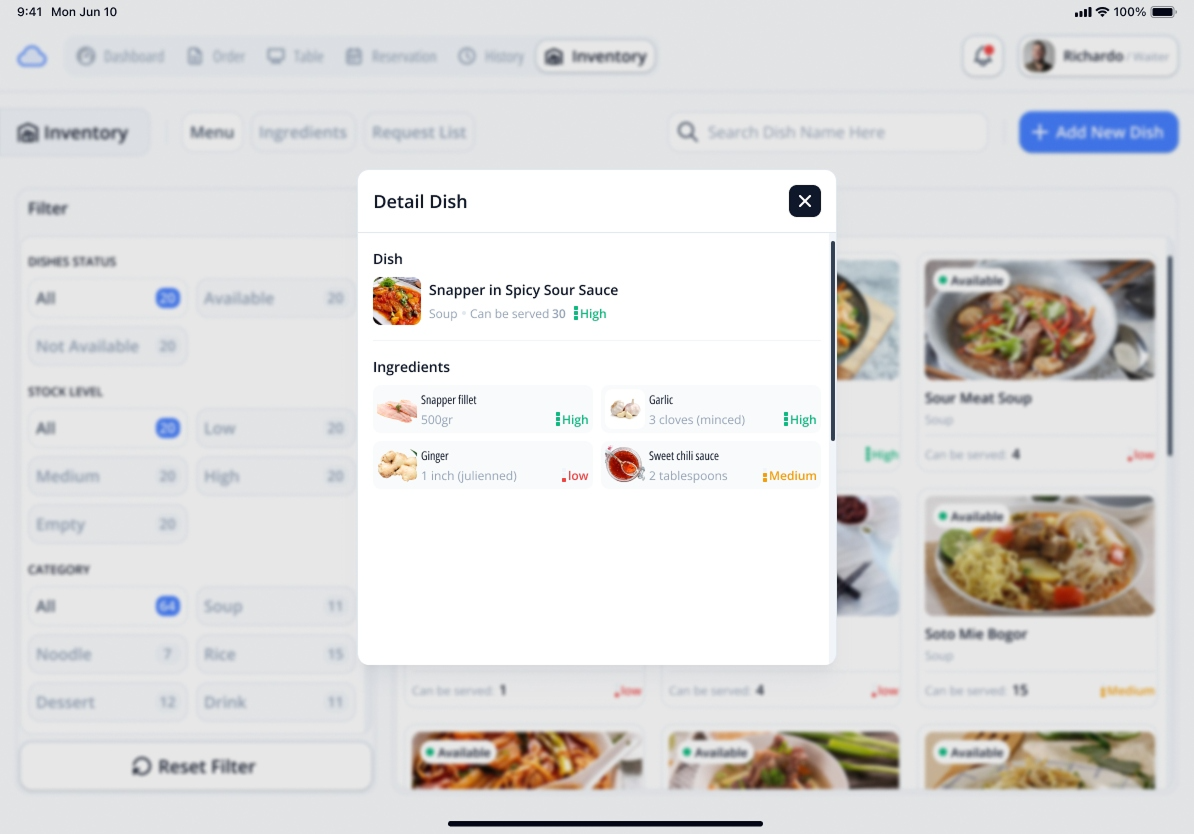 9:41 Mon Jun 10
100%
Dashboard
Order
Table
Reservation
History
Inventory
Richardo / Waiter
Inventory
Menu
Ingredients
Request List
Search Dish Name Here
+ Add New Dish
Filter
DISHES STATUS
All 20
Available 20
Not Available 20
STOCK LEVEL
All 20
Low 20
Medium 20
High 20
Empty 20
CATEGORY
All 64
Soup 11
Noodle 7
Rice 15
Dessert 12
Drink 11
Reset Filter
Detail Dish
Dish
Snapper in Spicy Sour Sauce
Soup • Can be served 30 High
Ingredients
Snapper fillet
500gr High
Garlic
3 cloves (minced) High
Ginger
1 inch (julienned) low
Sweet chili sauce
2 tablespoons Medium
High
Available
Sour Meat Soup
Soup
Can be served: 4 low
Available
Soto Mie Bogor
Soup
Can be served: 1 low
Can be served: 4 low
Can be served: 15 Medium
Available
Available
Available